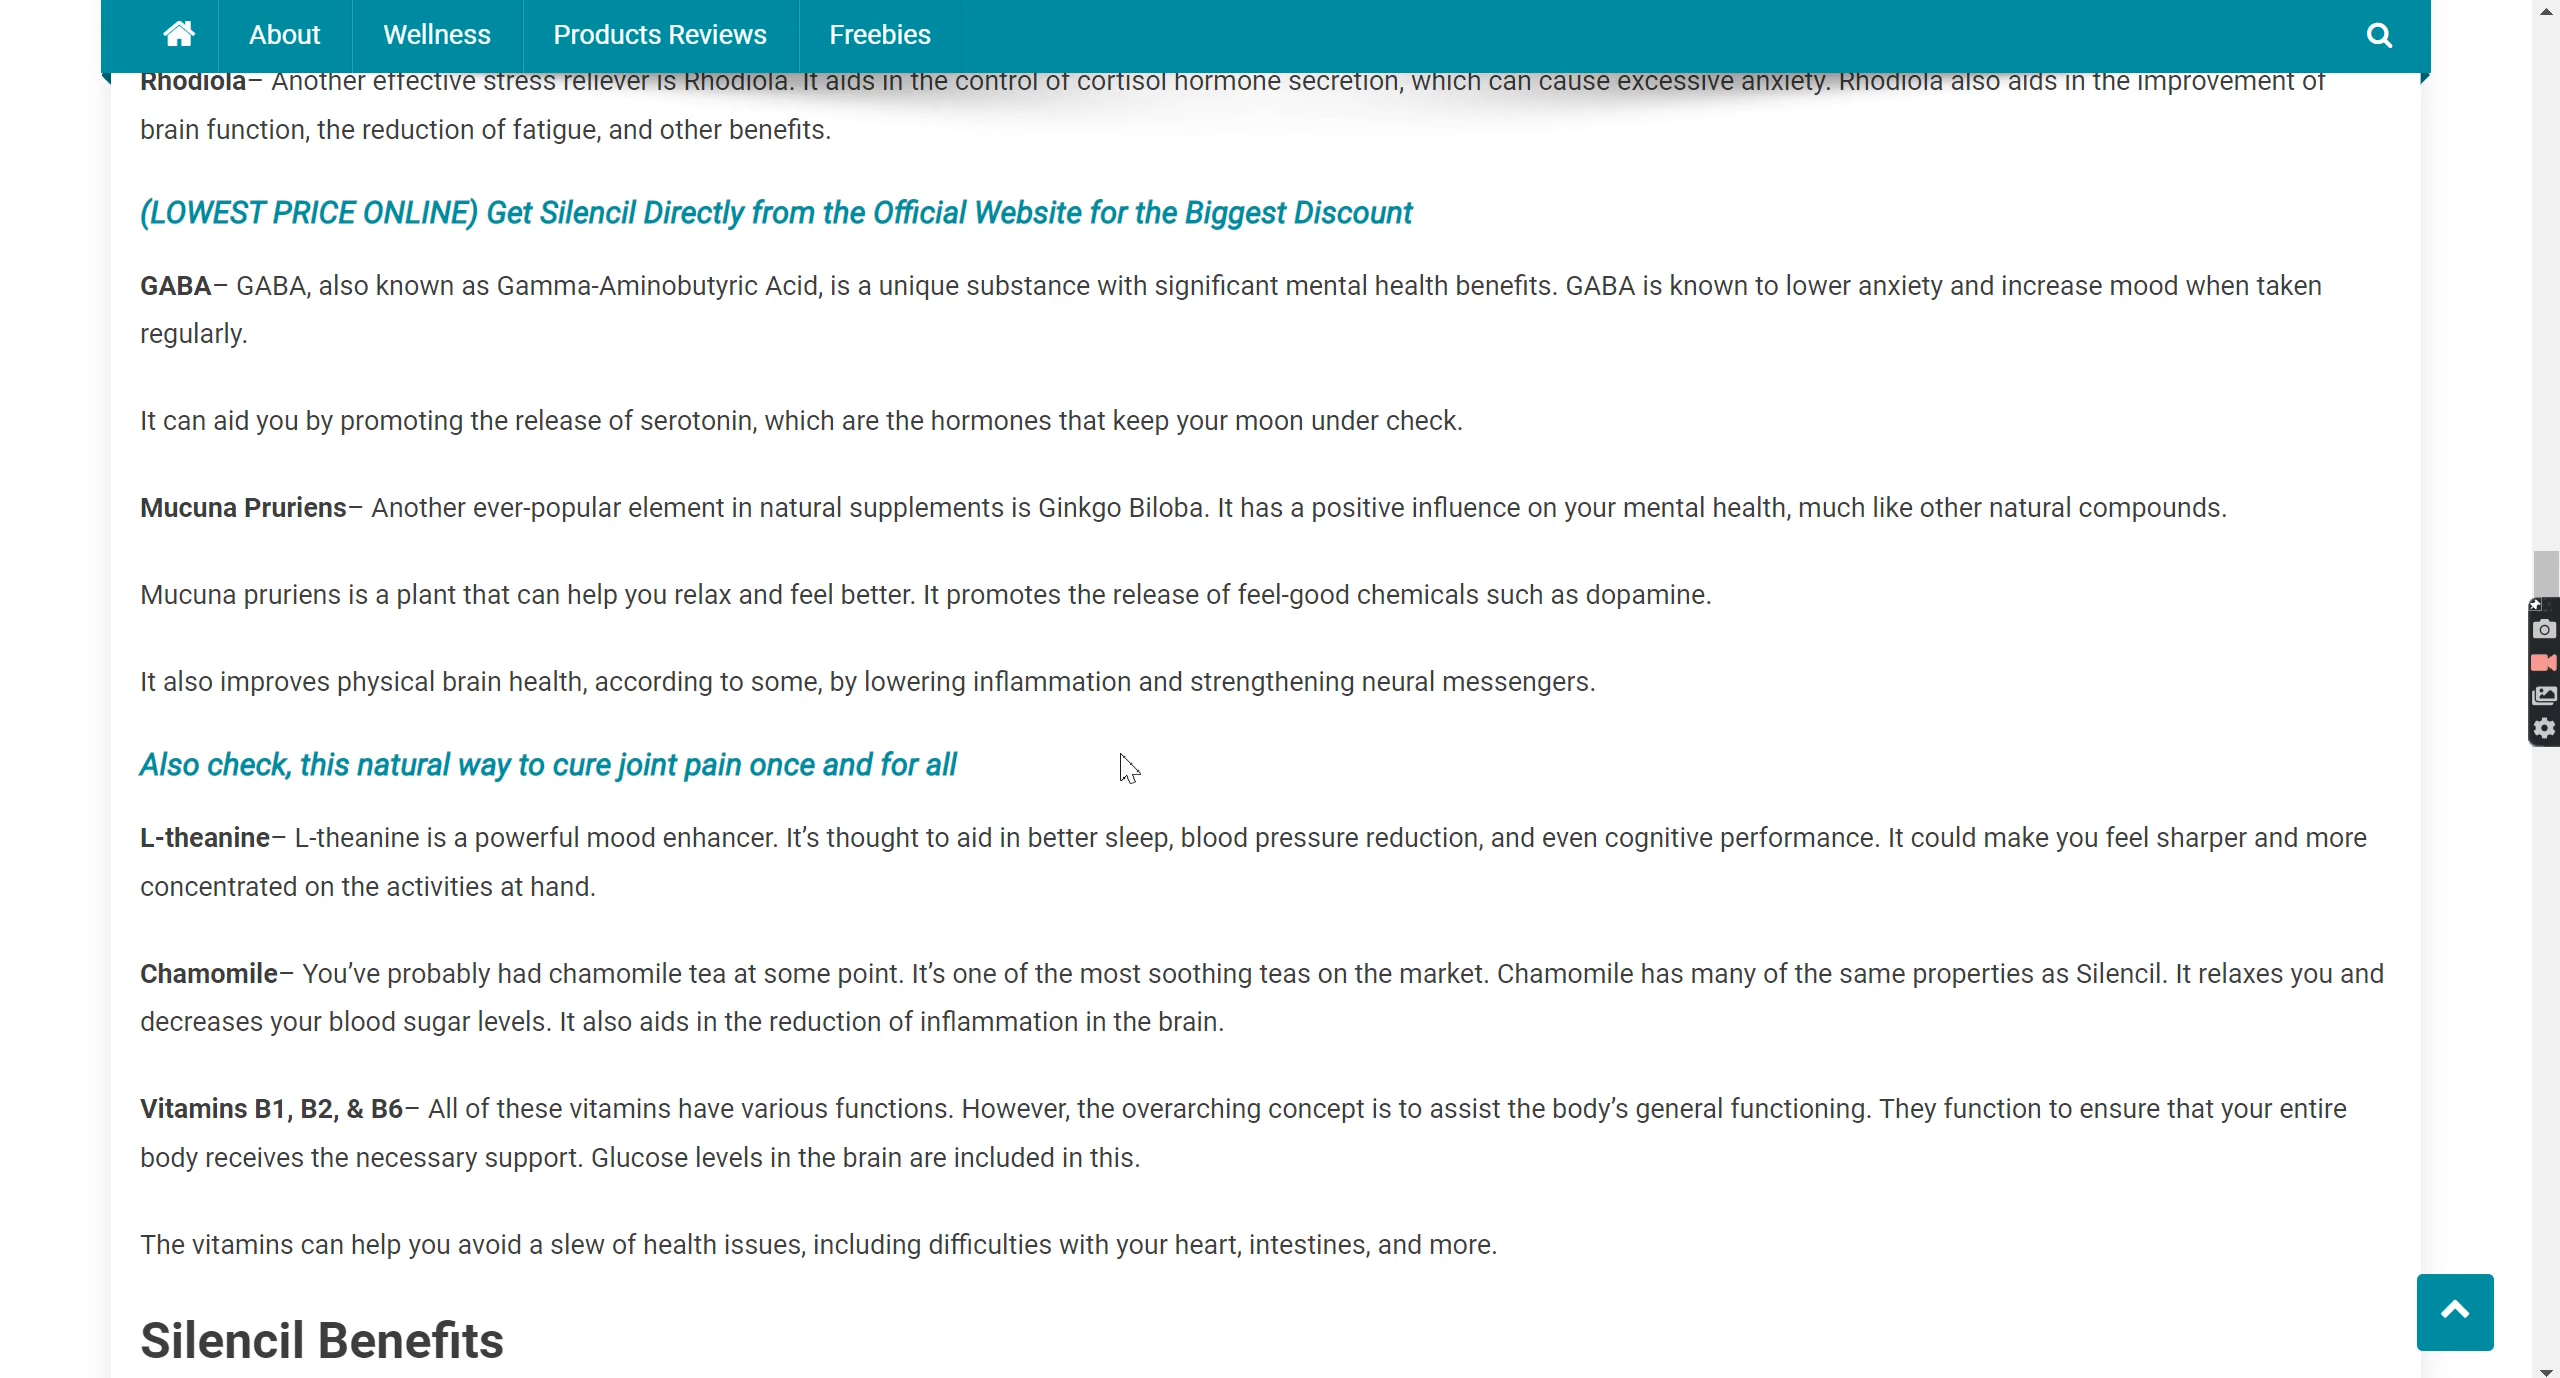 About Wellness Products Reviews Freebies
Rhodiola– Another effective stress reliever is Rhodiola. It aids in the control of cortisol hormone secretion, which can cause excessive anxiety. Rhodiola also aids in the improvement of
brain function, the reduction of fatigue, and other benefits.
(LOWEST PRICE ONLINE) Get Silencil Directly from the Official Website for the Biggest Discount
GABA– GABA, also known as Gamma-Aminobutyric Acid, is a unique substance with significant mental health benefits. GABA is known to lower anxiety and increase mood when taken
regularly.
It can aid you by promoting the release of serotonin, which are the hormones that keep your moon under check.
Mucuna Pruriens– Another ever-popular element in natural supplements is Ginkgo Biloba. It has a positive influence on your mental health, much like other natural compounds.
Mucuna pruriens is a plant that can help you relax and feel better. It promotes the release of feel-good chemicals such as dopamine.
It also improves physical brain health, according to some, by lowering inflammation and strengthening neural messengers.
Also check, this natural way to cure joint pain once and for all
L-theanine– L-theanine is a powerful mood enhancer. It’s thought to aid in better sleep, blood pressure reduction, and even cognitive performance. It could make you feel sharper and more
concentrated on the activities at hand.
Chamomile– You’ve probably had chamomile tea at some point. It’s one of the most soothing teas on the market. Chamomile has many of the same properties as Silencil. It relaxes you and
decreases your blood sugar levels. It also aids in the reduction of inflammation in the brain.
Vitamins B1, B2, & B6– All of these vitamins have various functions. However, the overarching concept is to assist the body’s general functioning. They function to ensure that your entire
body receives the necessary support. Glucose levels in the brain are included in this.
The vitamins can help you avoid a slew of health issues, including difficulties with your heart, intestines, and more.
Silencil Benefits